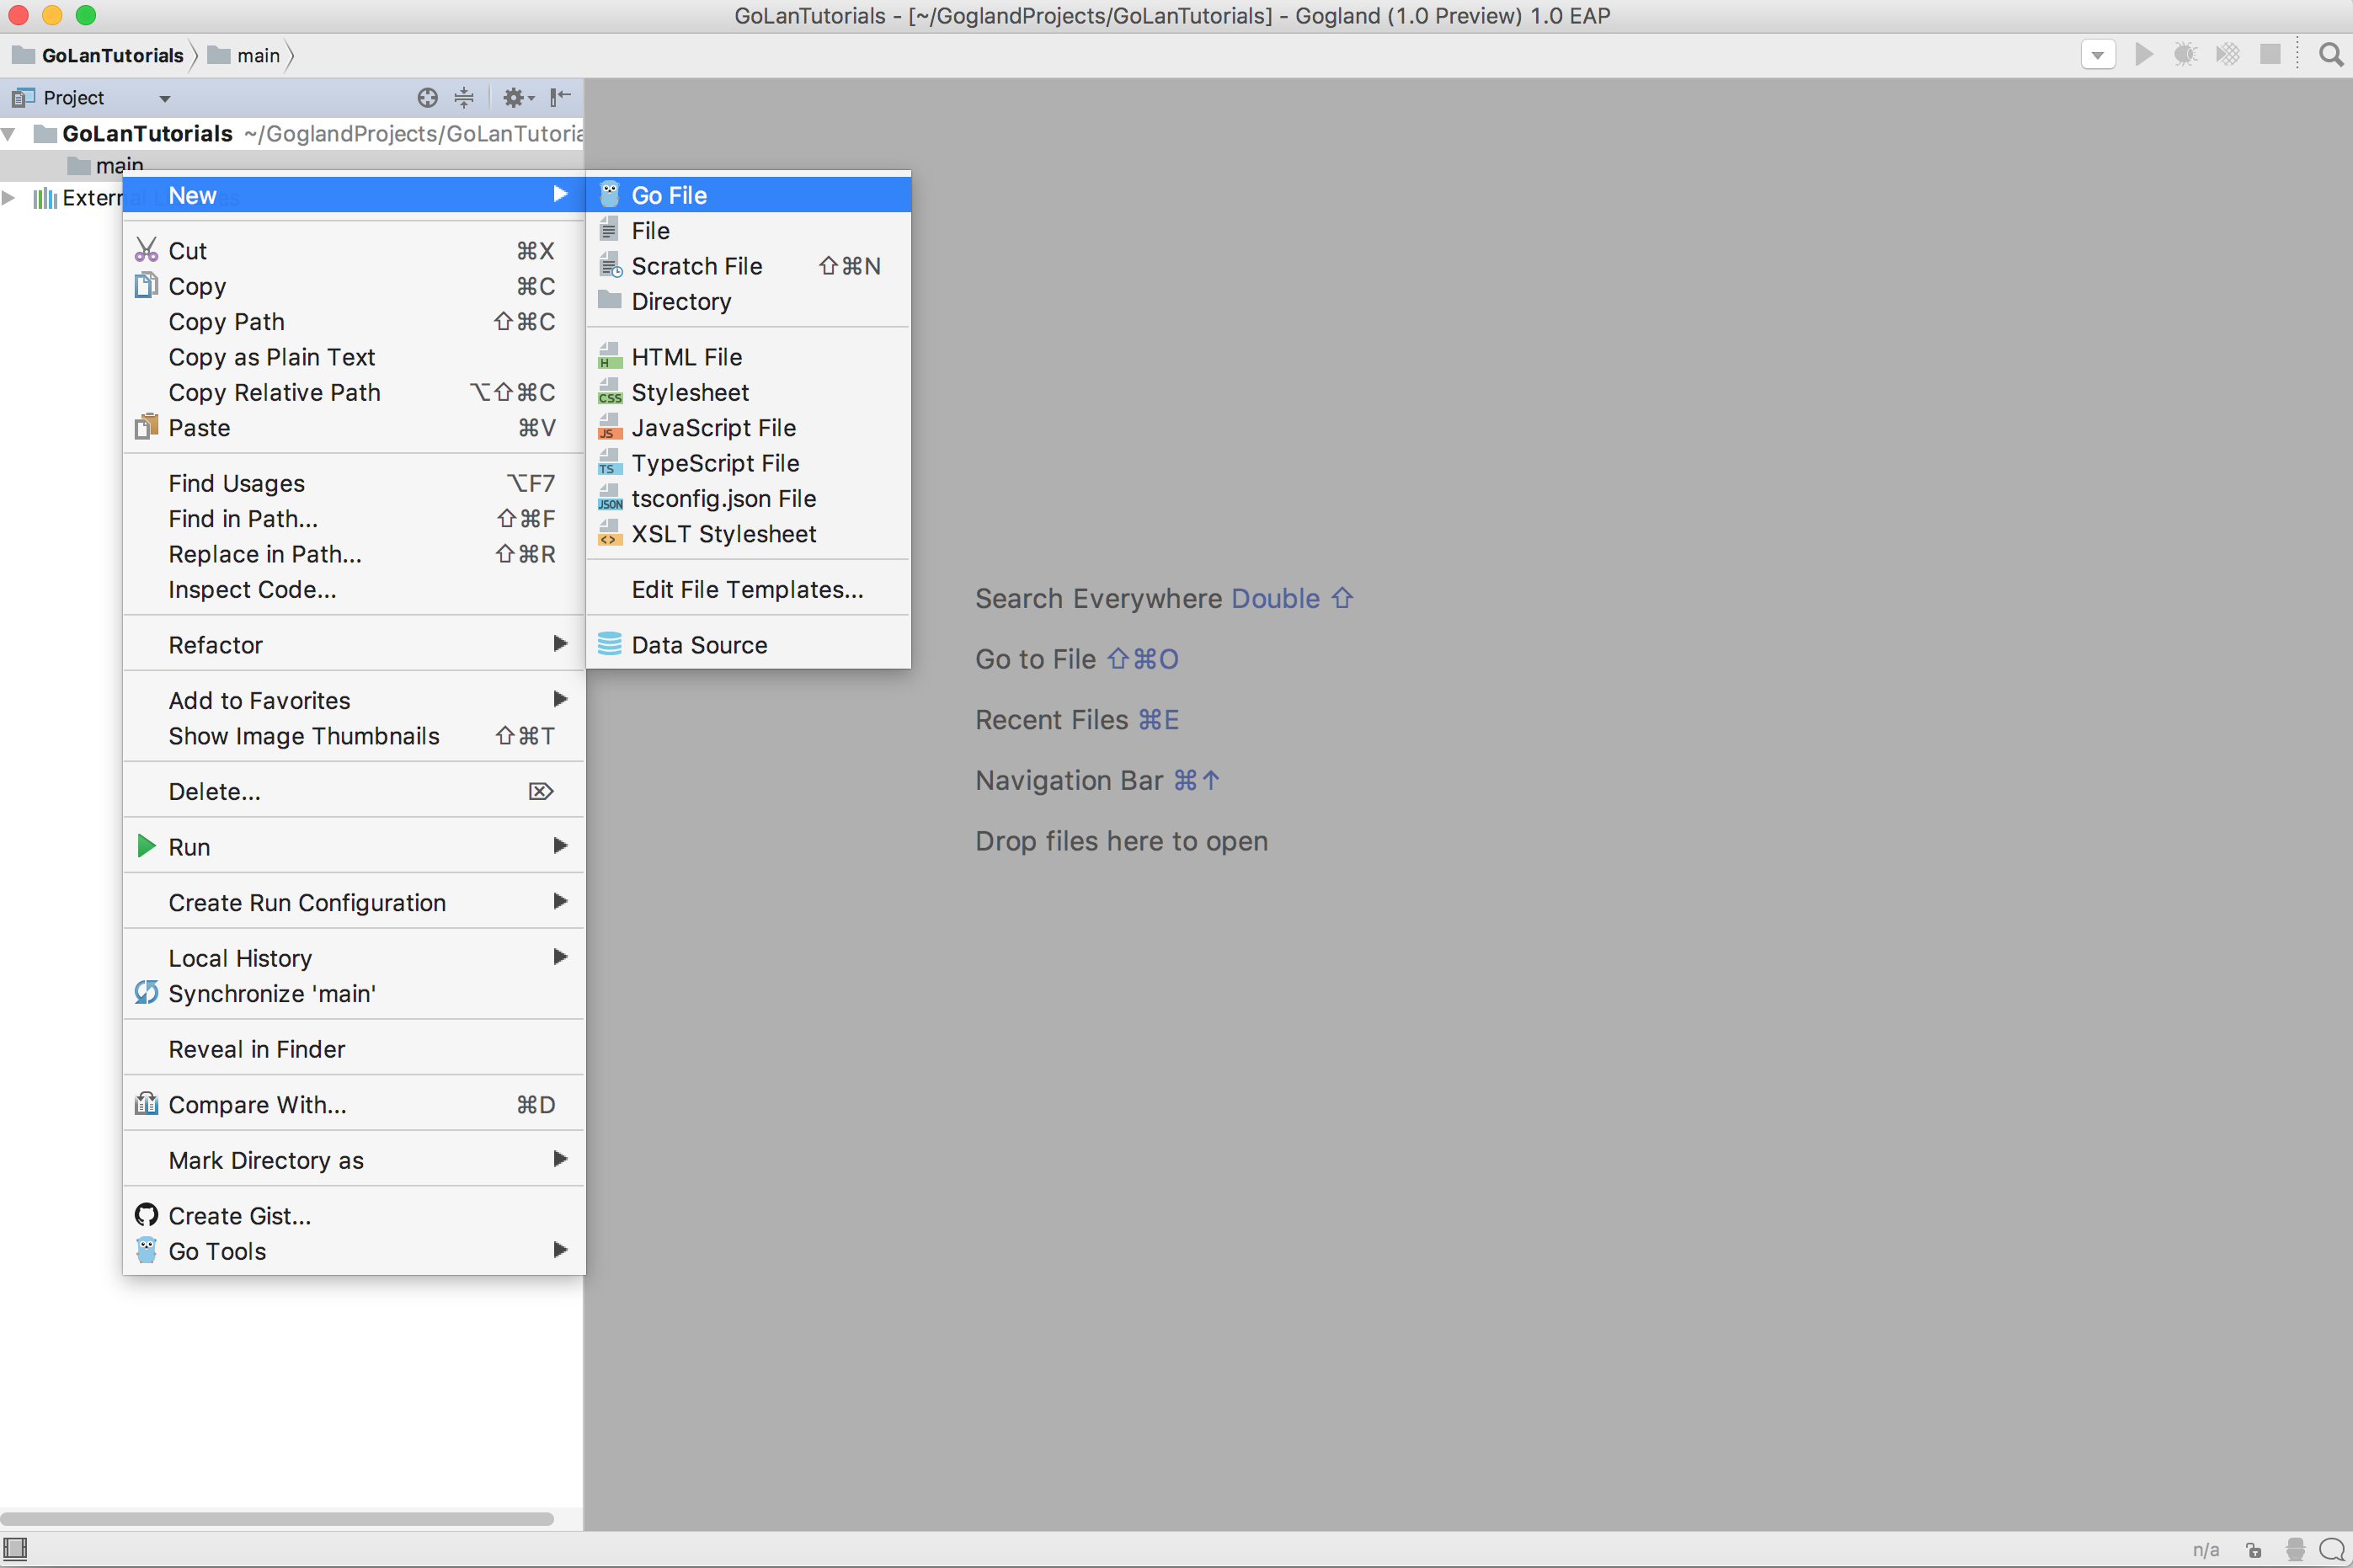 GoLanTutorials - [~/GoglandProjects/GoLanTutorials] - Gogland (1.0 Preview) 1.0 EAP
GoLanTutorials main
Project
GoLanTutorials ~/GoglandProjects/GoLanTutoria
main
Extern
New
Cut ⌘X
Copy ⌘C
Copy Path ⇧⌘C
Copy as Plain Text
Copy Relative Path ⌥⇧⌘C
Paste ⌘V
Find Usages ⌥F7
Find in Path... ⇧⌘F
Replace in Path... ⇧⌘R
Inspect Code...
Refactor
Add to Favorites
Show Image Thumbnails ⇧⌘T
Delete... ⌦
Run
Create Run Configuration
Local History
Synchronize 'main'
Reveal in Finder
Compare With... ⌘D
Mark Directory as
Create Gist...
Go Tools
Go File
File
Scratch File ⇧⌘N
Directory
H HTML File
CSS Stylesheet
JS JavaScript File
TS TypeScript File
JSON tsconfig.json File
<> XSLT Stylesheet
Edit File Templates...
Data Source
Search Everywhere Double ⇧
Go to File ⇧⌘O
Recent Files ⌘E
Navigation Bar ⌘↑
Drop files here to open
n/a